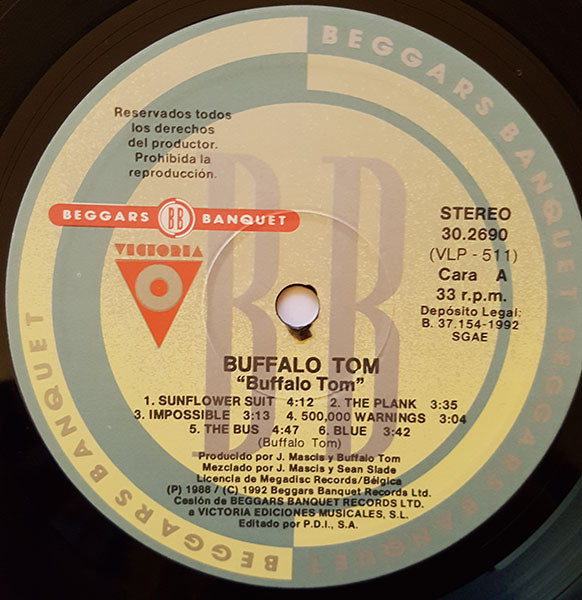 BEGGARS BANQUET
BEGGARS BANQUET
BEGGARS BANQUET
BEGGARS BANQUET
Reservados todos
los derechos
del productor.
Prohibida la
reproducción.
BEGGARS BB BANQUET
VICTORIA
BB
STEREO
30.2690
(VLP - 511)
Cara A
33 r.p.m.
Depósito Legal:
B. 37.154-1992
SGAE
BUFFALO TOM
"Buffalo Tom"
1. SUNFLOWER SUIT 4:12 2. THE PLANK 3:35
3. IMPOSSIBLE 3:13 4. 500,000 WARNINGS 3:04
5. THE BUS 4:47 6. BLUE 3:42
(Buffalo Tom)
Producido por J. Mascis y Buffalo Tom
Mezclado por J. Mascis y Sean Slade
Licencia de Megadisc Records/Bélgica
(P) 1988 / (C) 1992 Beggars Banquet Records Ltd.
Cesión de BEGGARS BANQUET RECORDS LTD.
a VICTORIA EDICIONES MUSICALES, S.L.
Editado por P.D.I., S.A.